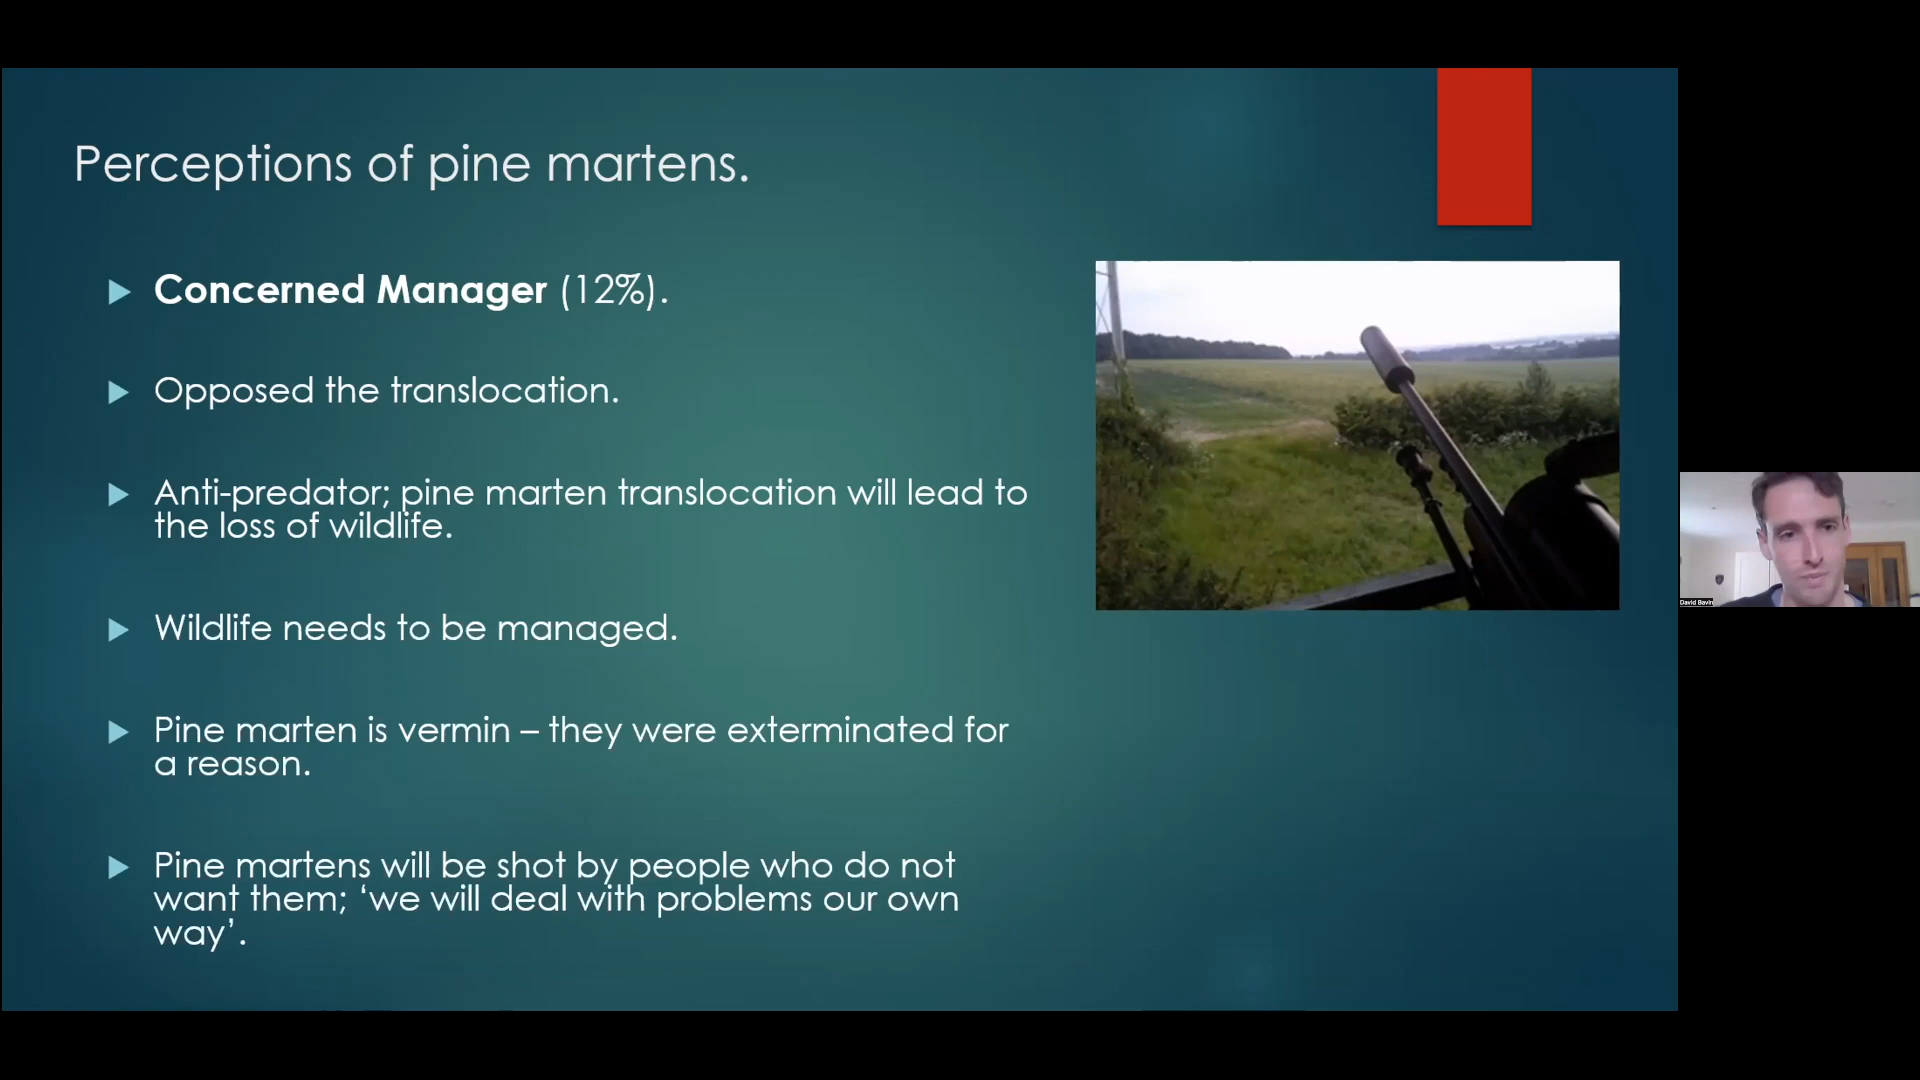 Perceptions of pine martens.
Concerned Manager (12%).
Opposed the translocation.
Anti-predator; pine marten translocation will lead to
the loss of wildlife.
Wildlife needs to be managed.
Pine marten is vermin – they were exterminated for
a reason.
Pine martens will be shot by people who do not
want them; ‘we will deal with problems our own
way’.
David Bavin